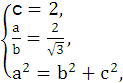 c = 2,
a/b = 2/√3,
a² = b² + c²,